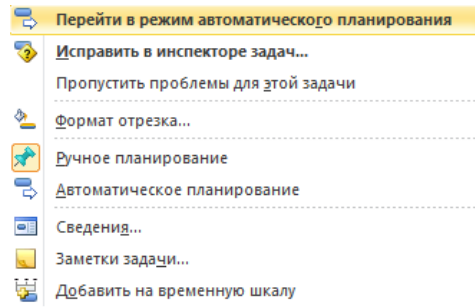 Перейти в режим автоматического планирования
Исправить в инспекторе задач...
Пропустить проблемы для этой задачи
Формат отрезка...
Ручное планирование
Автоматическое планирование
Сведения...
Заметки задачи...
Добавить на временную шкалу